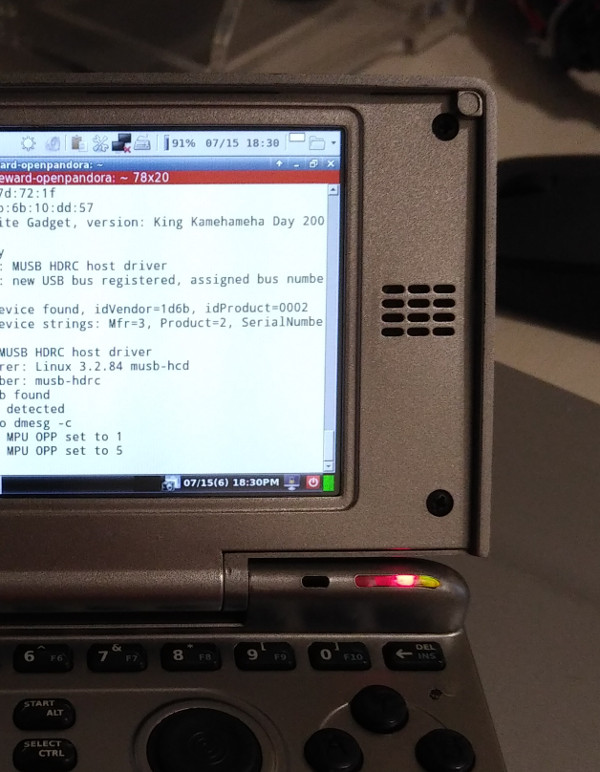 91% 07/15 18:30
ward-openpandora: ~
eward-openpandora: ~ 78x20
7d:72:1f
:6b:10:dd:57
ite Gadget, version: King Kamehameha Day 200
y
: MUSB HDRC host driver
: new USB bus registered, assigned bus numbe
evice found, idVendor=1d6b, idProduct=0002
evice strings: Mfr=3, Product=2, SerialNumbe
MUSB HDRC host driver
rer: Linux 3.2.84 musb-hcd
ber: musb-hdrc
b found
detected
o dmesg -c
MPU OPP set to 1
MPU OPP set to 5
07/15(6) 18:30PM
6 ^ F6 7 & F7 8 * F8 9 [ F9 0 ] F10 ← DEL INS
START ALT
SELECT CTRL